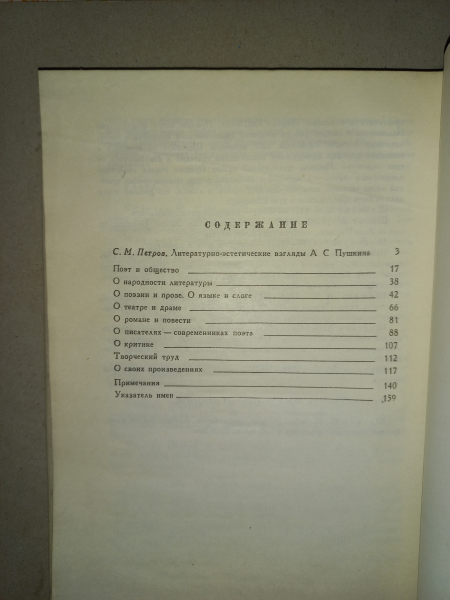 СОДЕРЖАНИЕ
С. М. Петров. Литературно-эстетические взгляды А. С. Пушкина 3
Поэт и общество 17
О народности литературы 38
О поэзии и прозе. О языке и слоге 42
О театре и драме 66
О романе и повести 81
О писателях — современниках поэта 88
О критике 107
Творческий труд 112
О своих произведениях 117
Примечания 140
Указатель имен 159